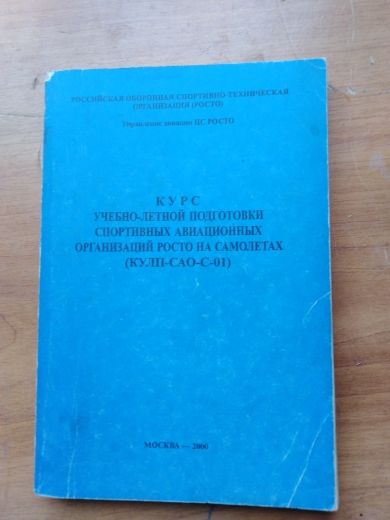 РОССИЙСКАЯ ОБОРОННАЯ СПОРТИВНО-ТЕХНИЧЕСКАЯ
ОРГАНИЗАЦИЯ (РОСТО)
Управление авиации ЦС РОСТО
КУРС
УЧЕБНО-ЛЕТНОЙ ПОДГОТОВКИ
СПОРТИВНЫХ АВИАЦИОННЫХ
ОРГАНИЗАЦИЙ РОСТО НА САМОЛЕТАХ
(КУЛП-САО-С-01)
МОСКВА — 2000